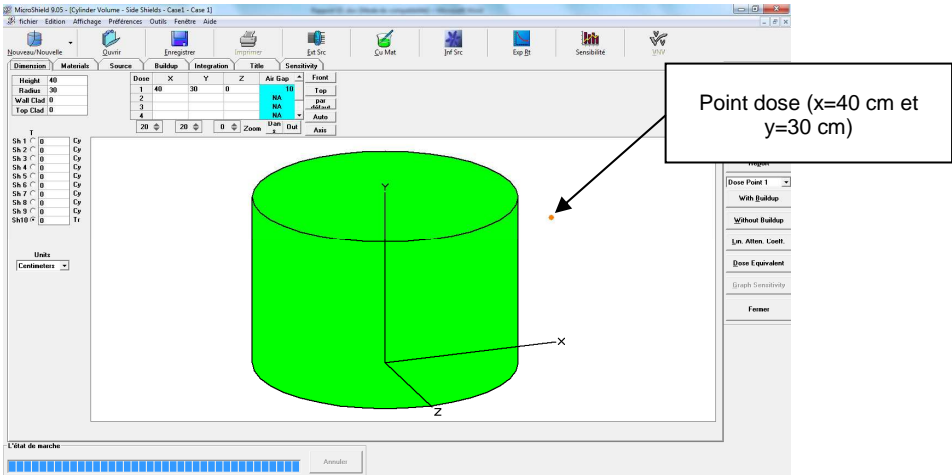 MicroShield 9.05 - [Cylinder Volume - Side Shields - Case1 - Case 1]
fichier Edition Affichage Préférences Outils Fenêtre Aide
Nouveau/Nouvelle Ouvrir Enregistrer Imprimer Ext Src Cu Mat Inf Src Exp Rt Sensibilité VNV
Dimension Materials Source Buildup Integration Title Sensitivity
Height 40
Radius 30
Wall Clad 0
Top Clad 0
Dose X Y Z Air Gap
1 40 30 0 10
2 NA
3 NA
4 NA
20 20 0 Zoom Dan x Out
Front
Top
par défaut
Auto
Axis
T
Sh 1 0 Cy
Sh 2 0 Cy
Sh 3 0 Cy
Sh 4 0 Cy
Sh 5 0 Cy
Sh 6 0 Cy
Sh 7 0 Cy
Sh 8 0 Cy
Sh 9 0 Cy
Sh10 0 Tr
Units
Centimeters
Y
X
Z
Point dose (x=40 cm et
y=30 cm)
Dose Point 1
With Buildup
Without Buildup
Lin. Atten. Coeff.
Dose Equivalent
Graph Sensitivity
Fermer
L'état de marche
Annuler